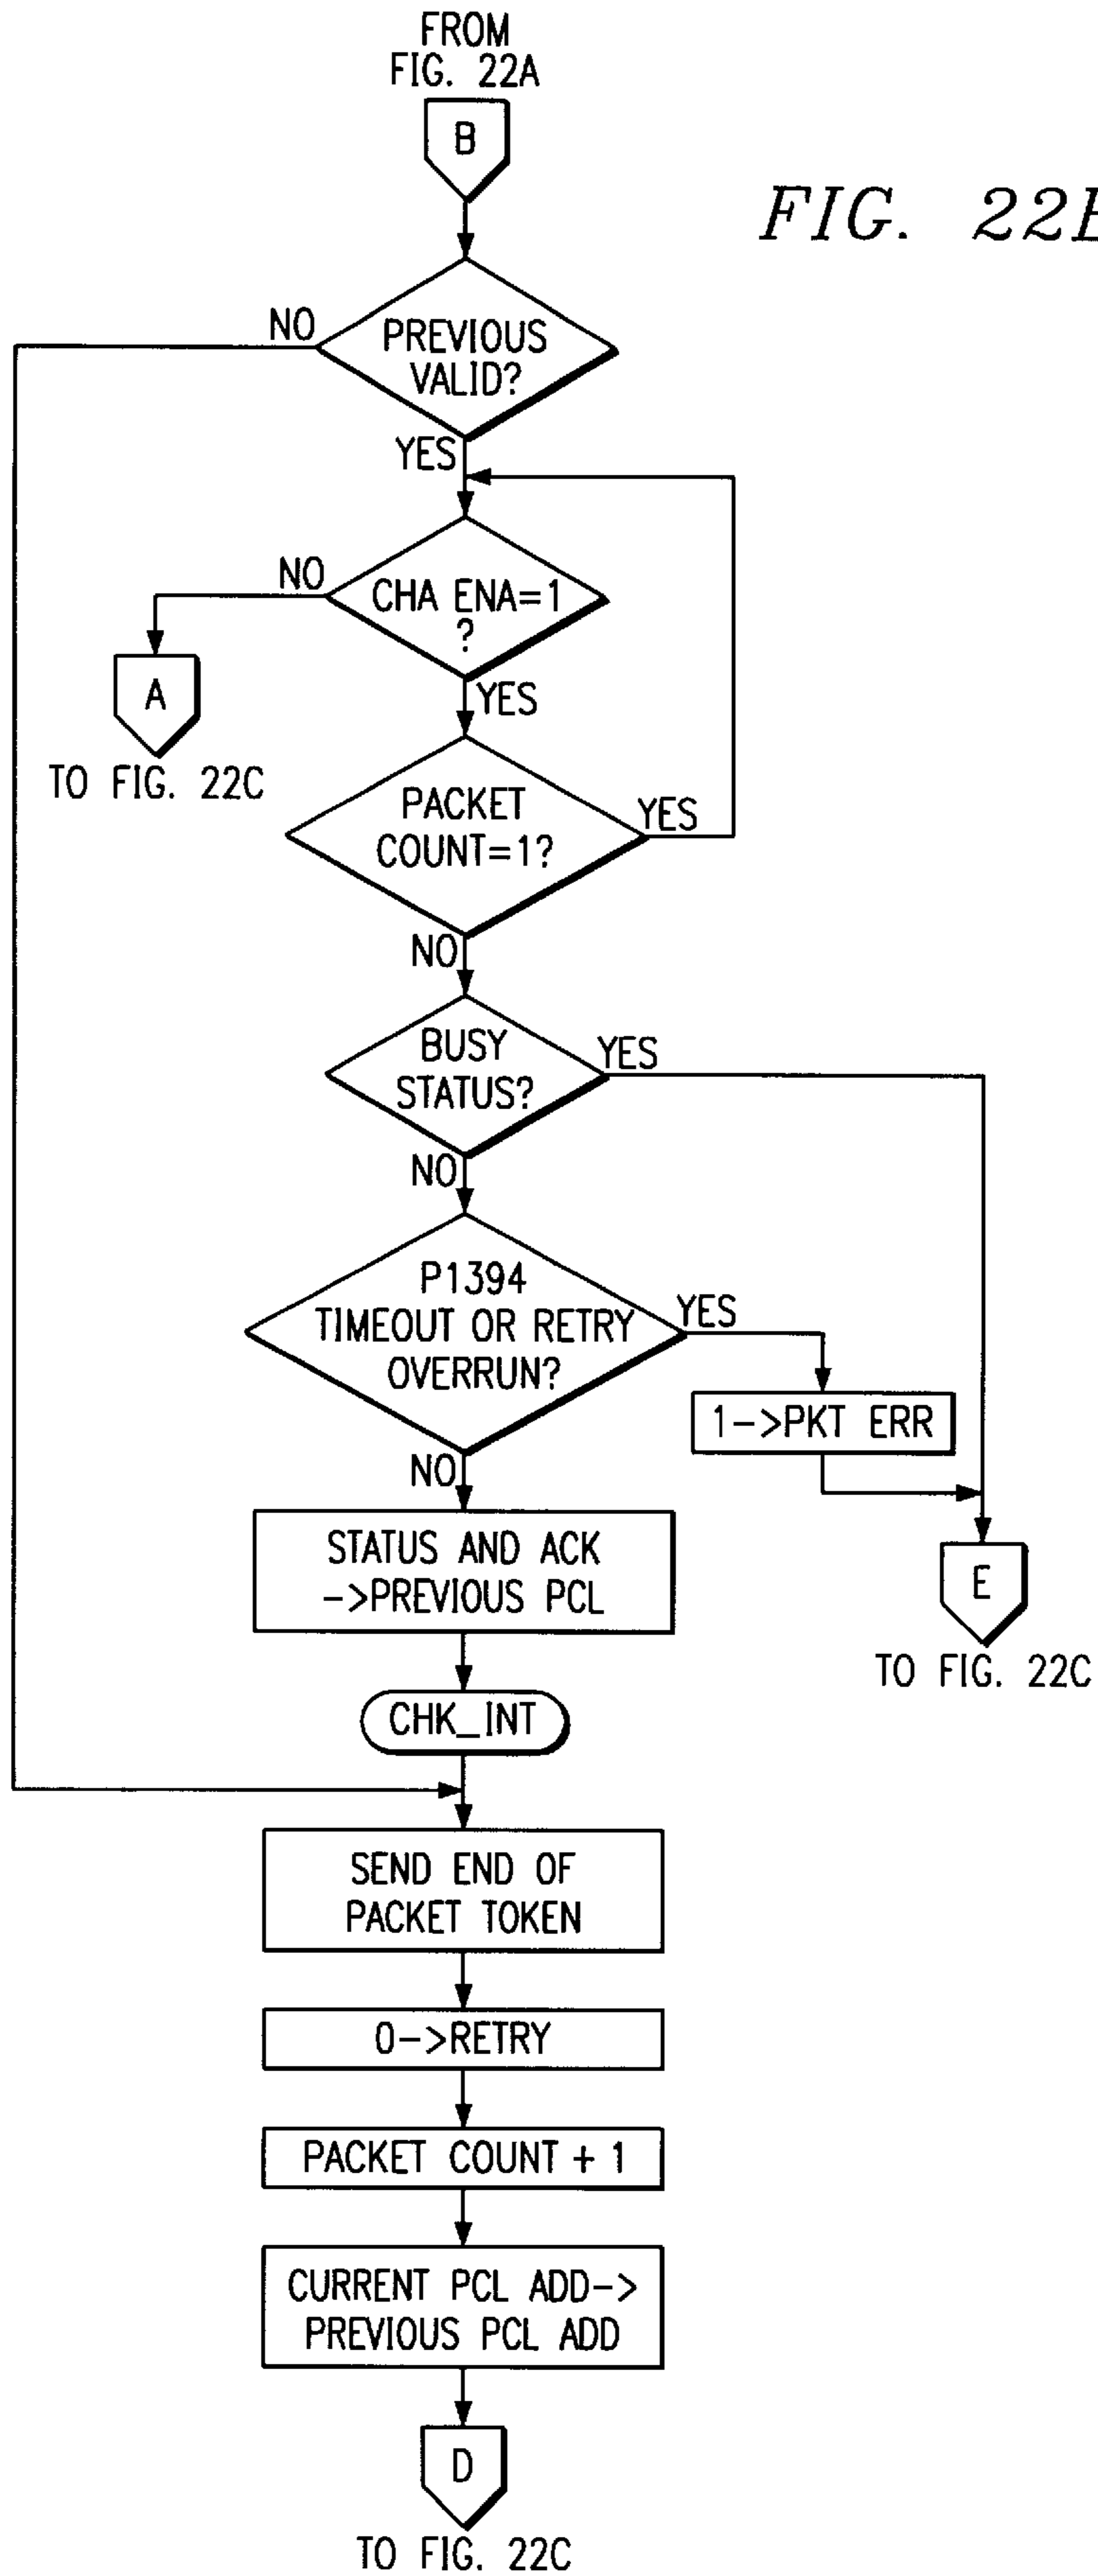 FROM
FIG. 22A
B
FIG. 22B
NO
PREVIOUS
VALID?
YES
NO
CHA ENA=1
?
A
YES
TO FIG. 22C
PACKET
COUNT=1?
YES
NO
BUSY
STATUS?
YES
NO
P1394
TIMEOUT OR RETRY
OVERRUN?
YES
1->PKT ERR
NO
STATUS AND ACK
->PREVIOUS PCL
E
TO FIG. 22C
CHK_INT
SEND END OF
PACKET TOKEN
0->RETRY
PACKET COUNT + 1
CURRENT PCL ADD->
PREVIOUS PCL ADD
D
TO FIG. 22C